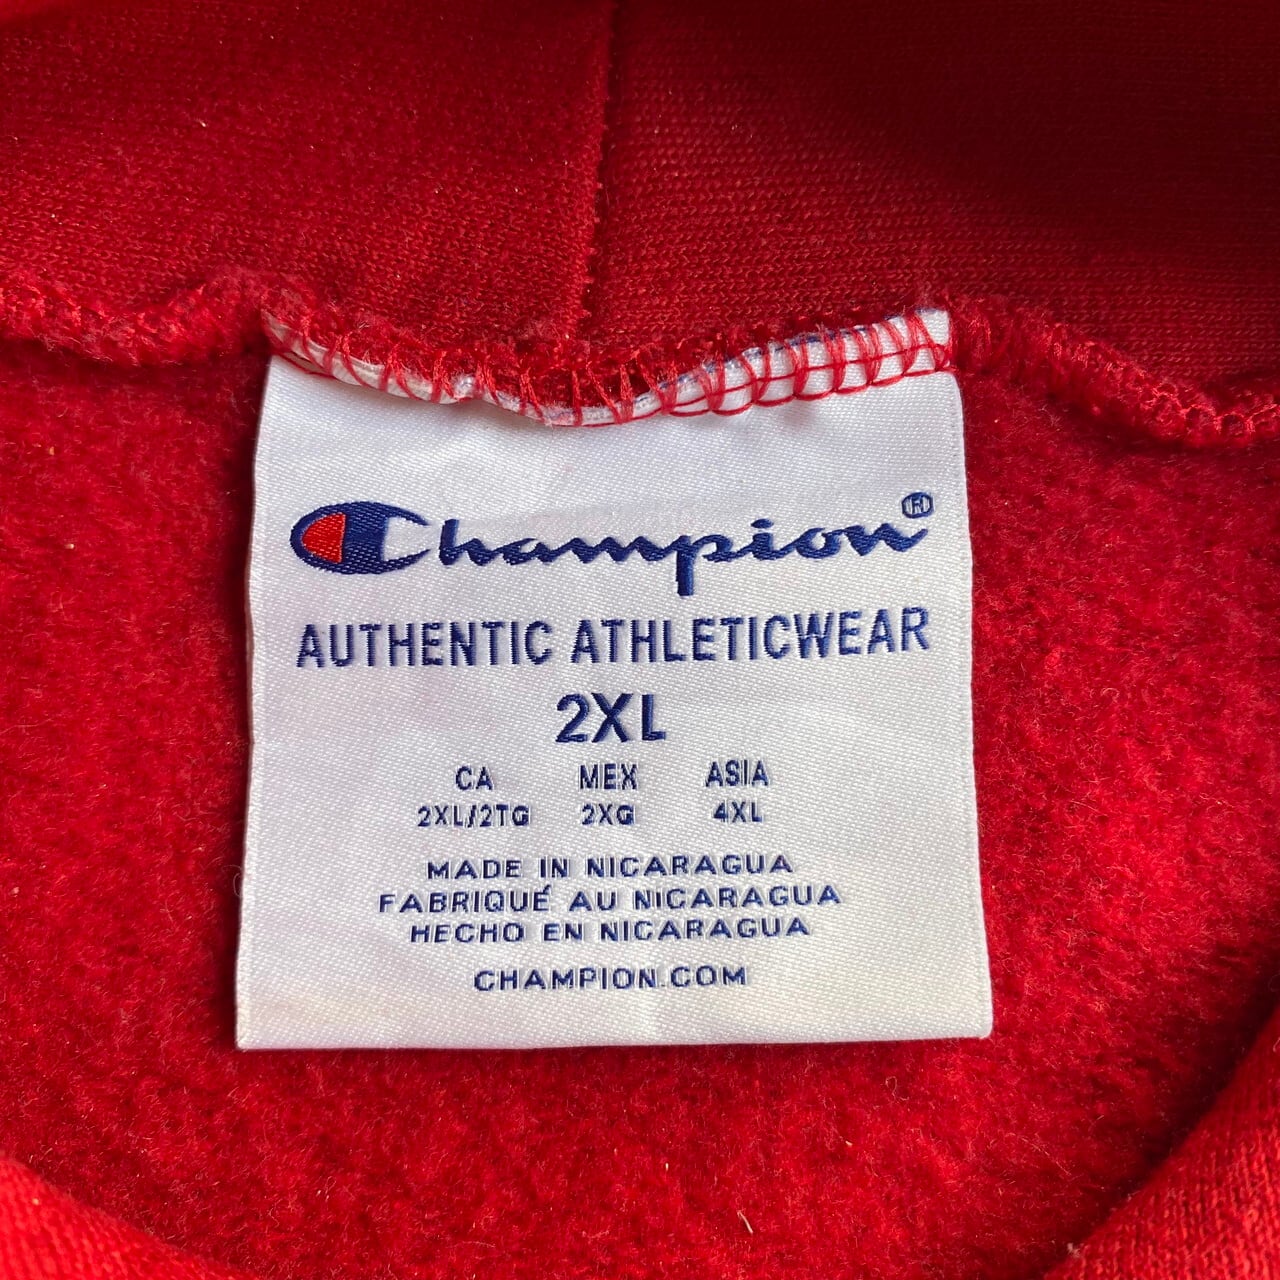 Champion®
AUTHENTIC ATHLETICWEAR
2XL
CA MEX ASIA
2XL/2TG 2XG 4XL
MADE IN NICARAGUA
FABRIQUÉ AU NICARAGUA
HECHO EN NICARAGUA
CHAMPION.COM